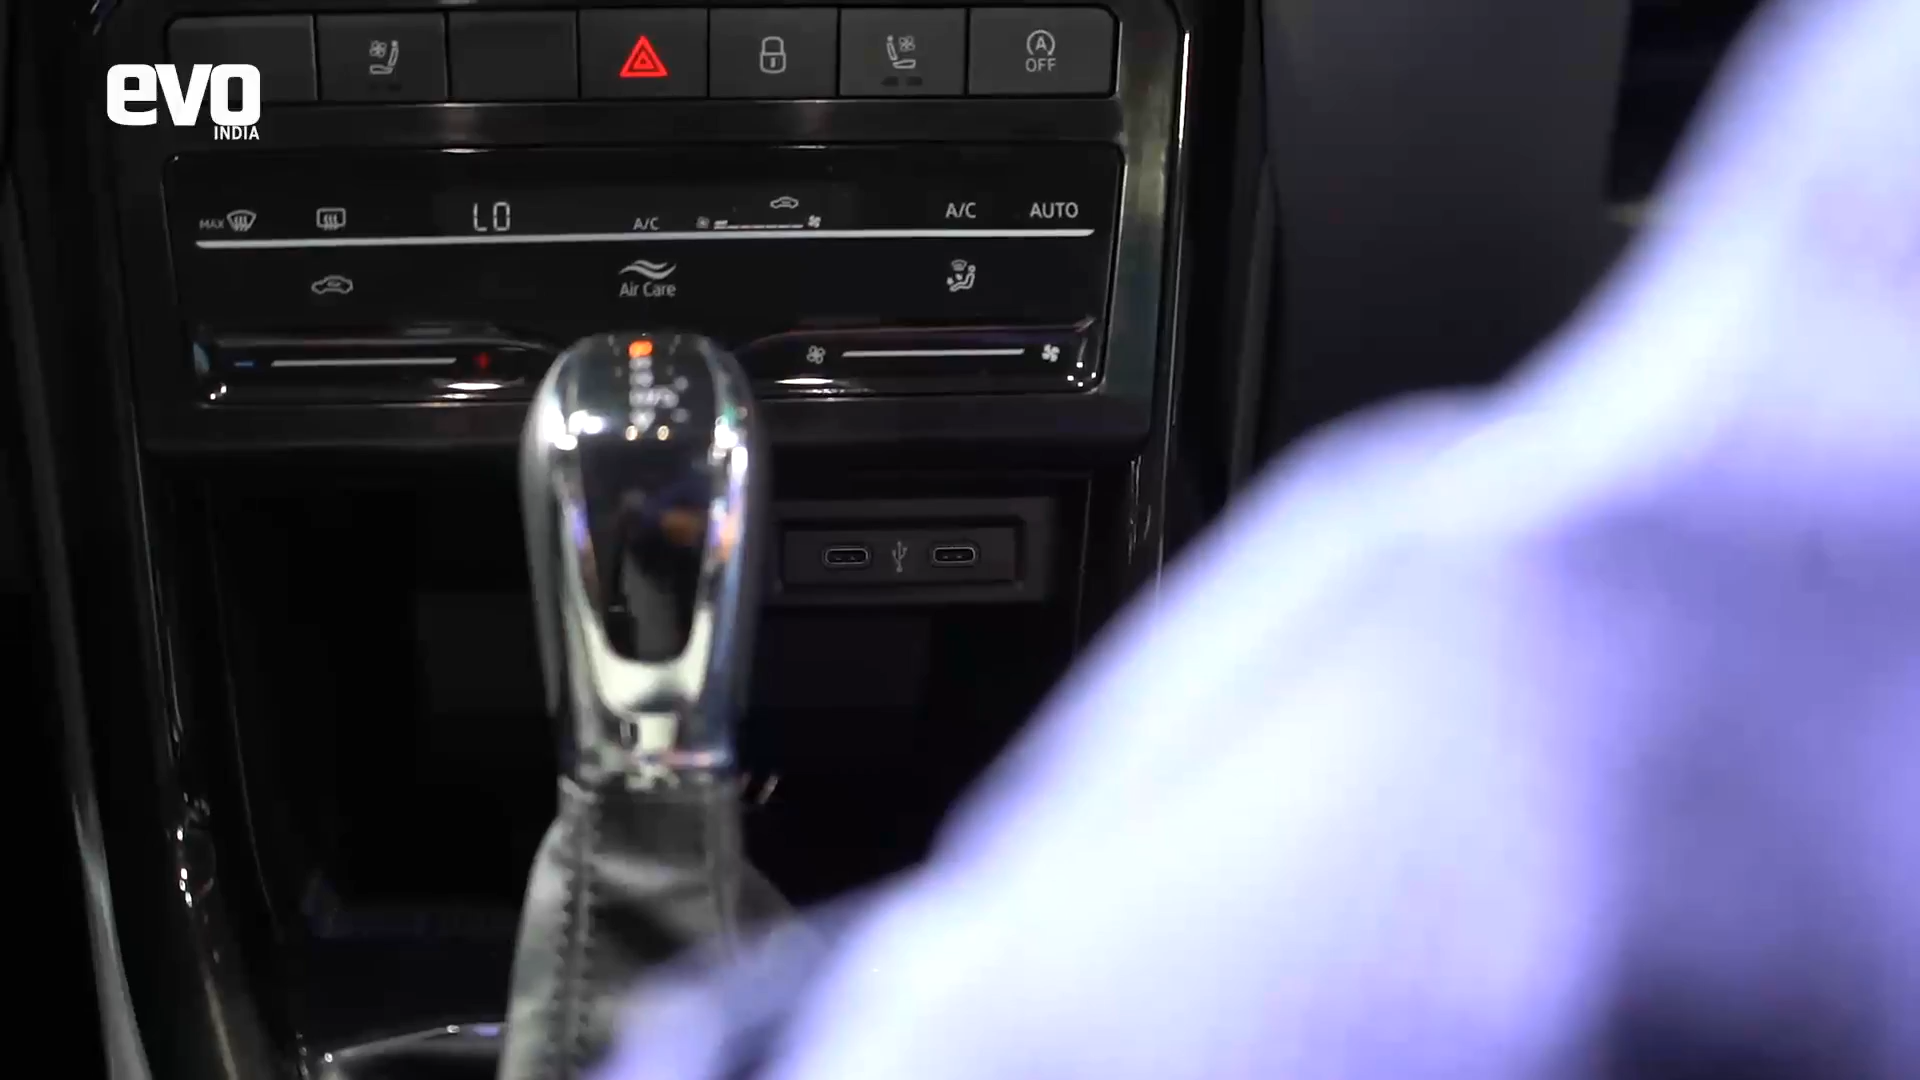 evo
INDIA
A
OFF
MAX
LO
A/C
A/C
AUTO
Air Care